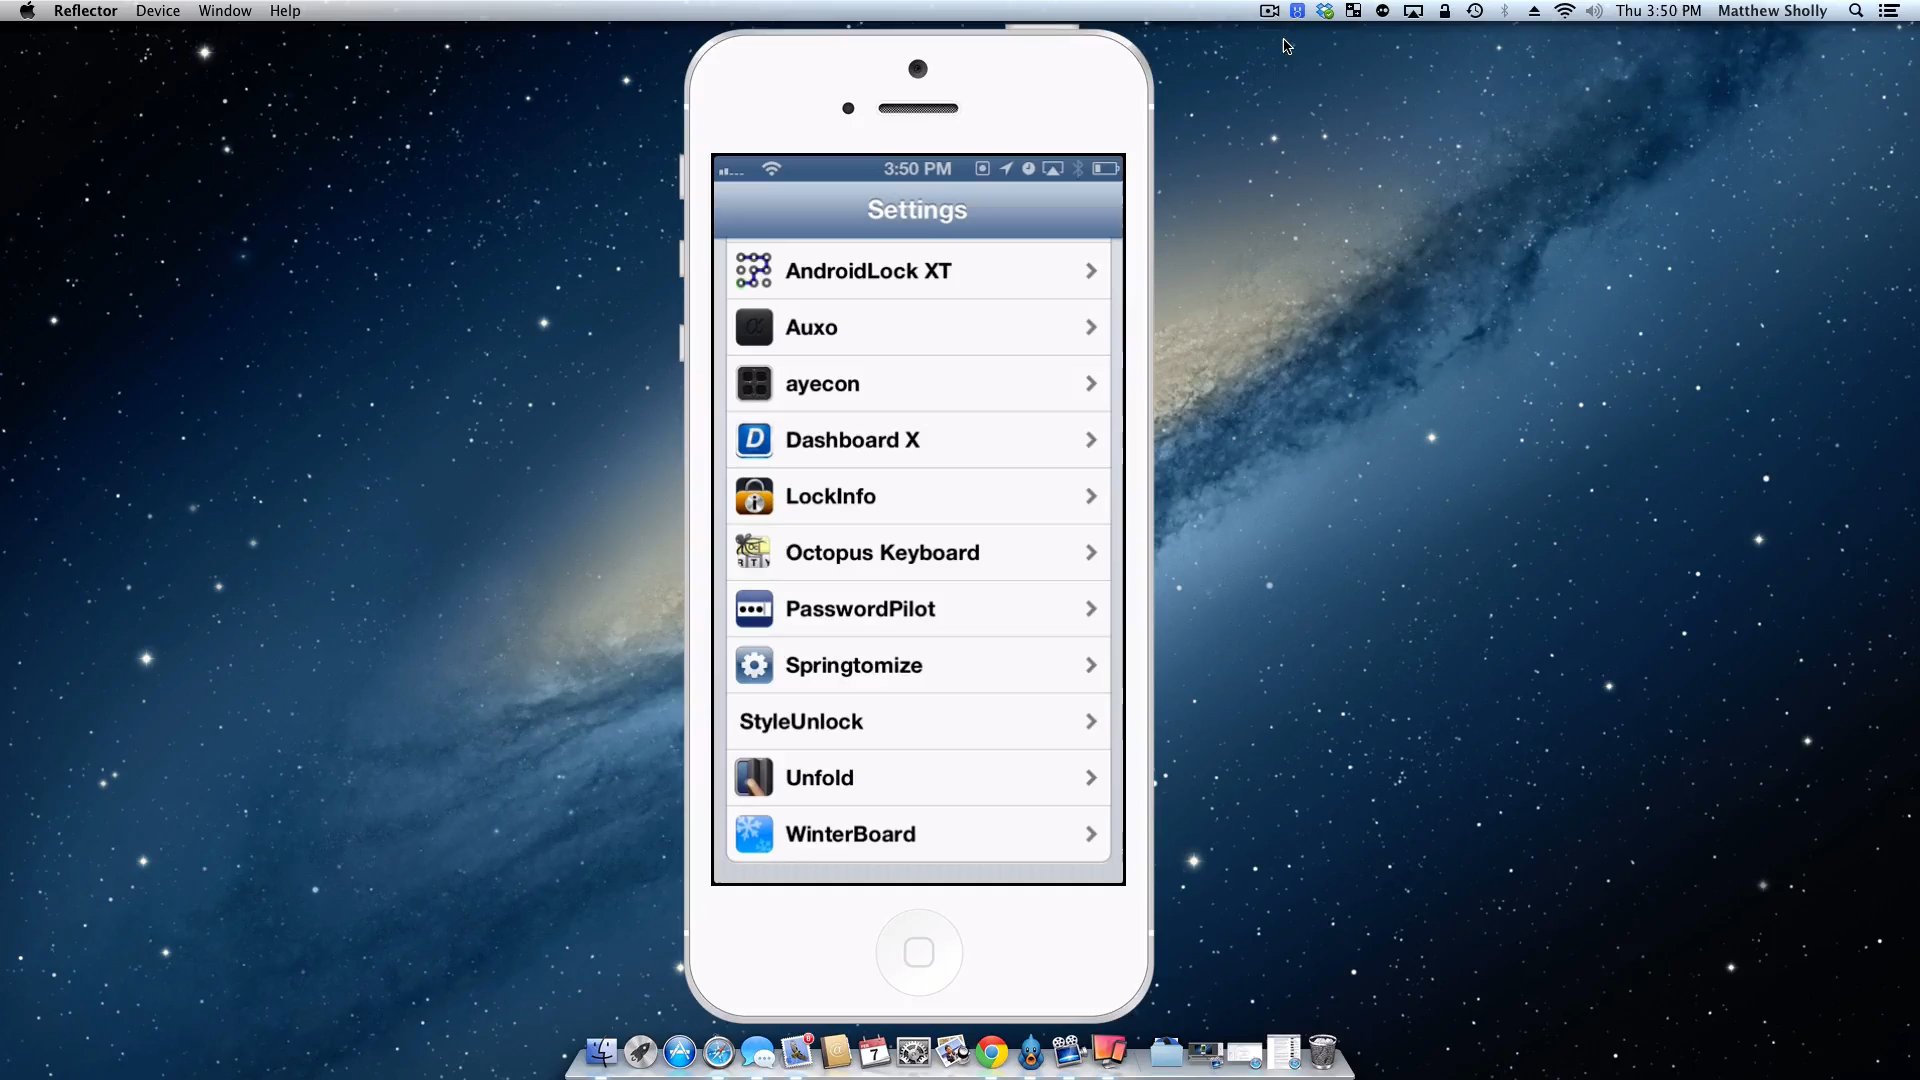 Reflector Device Window Help Thu 3:50 PM Matthew Sholly
3:50 PM
Settings
AndroidLock XT
Auxo
ayecon
D Dashboard X
LockInfo
Octopus Keyboard
PasswordPilot
Springtomize
StyleUnlock
Unfold
WinterBoard
7